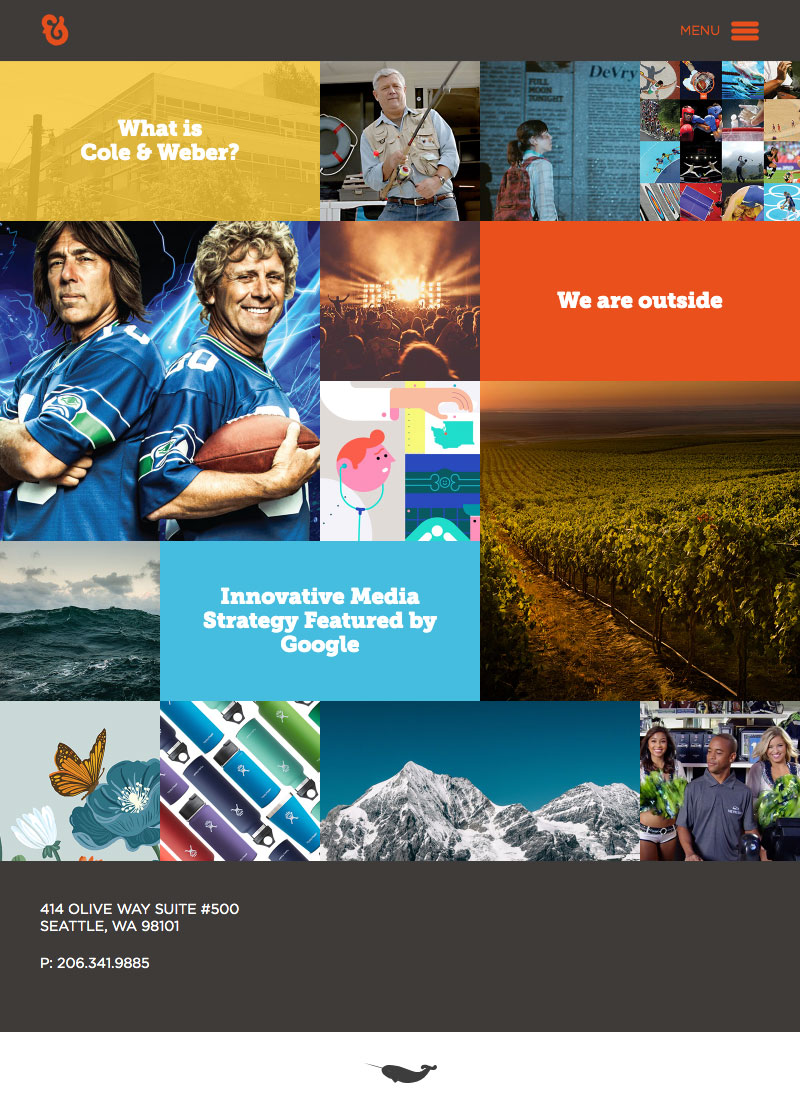 MENU
What is
Cole & Weber?
FULL
MOON
TONIGHT
DeVry
We are outside
Innovative Media
Strategy Featured by
Google
414 OLIVE WAY SUITE #500
SEATTLE, WA 98101
P: 206.341.9885